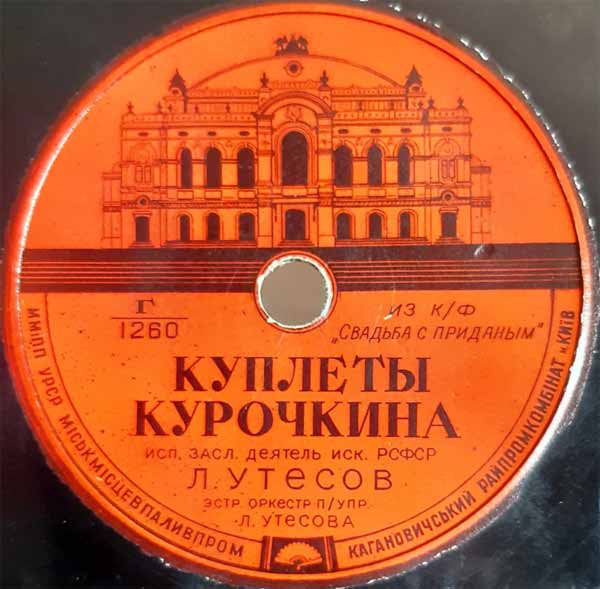 Г
1260
ИЗ К/Ф
„СВАДЬБА С ПРИДАНЫМ"
КУПЛЕТЫ
КУРОЧКИНА
ИСП. ЗАСЛ. ДЕЯТЕЛЬ ИСК. РСФСР
Л. УТЕСОВ
ЭСТР. ОРКЕСТР П/УПР.
Л. УТЕСОВА
ММПП УРСР МІСЬКМІСЦЕВПАЛИВПРОМ
КАГАНОВИЧСЬКИЙ РАЙПРОМКОМБІНАТ м. КИЇВ